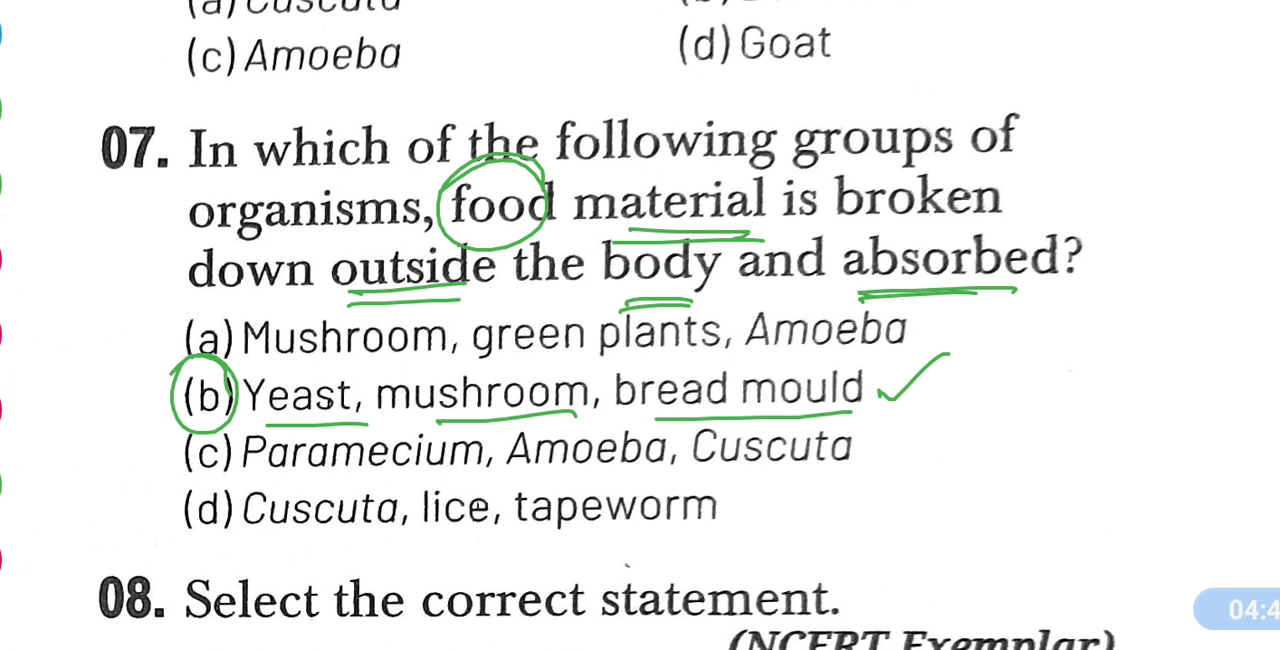 (c) Amoeba
(d) Goat
07. In which of the following groups of
organisms, food material is broken
down outside the body and absorbed?
(a) Mushroom, green plants, Amoeba
(b) Yeast, mushroom, bread mould
(c) Paramecium, Amoeba, Cuscuta
(d) Cuscuta, lice, tapeworm
08. Select the correct statement.
(NCERT Exemplar)